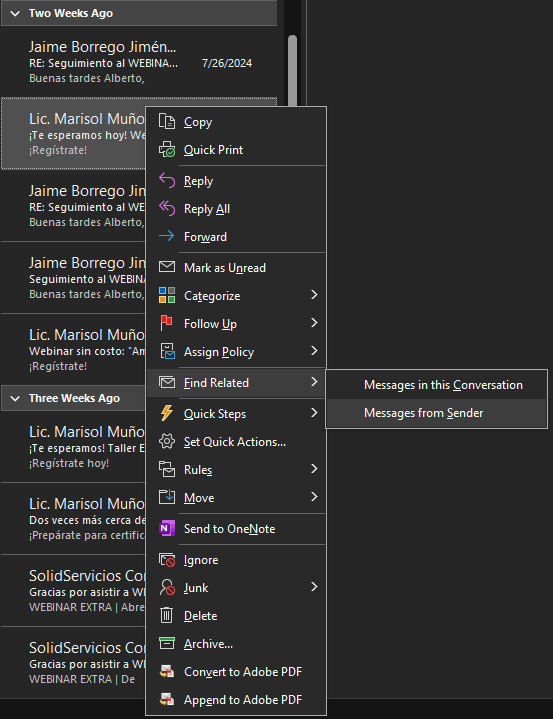 Two Weeks Ago
Jaime Borrego Jimén...
RE: Seguimiento al WEBINA... 7/26/2024
Buenas tardes Alberto,
Lic. Marisol Muño
¡Te esperamos hoy! We
¡Regístrate!
Jaime Borrego Jim
RE: Seguimiento al WE
Buenas tardes Alberto,
Jaime Borrego Jim
Seguimiento al WEBIN
Buenas tardes Alberto,
Lic. Marisol Muño
Webinar sin costo: "Am
¡Regístrate!
Three Weeks Ago
Lic. Marisol Muño
¡Te esperamos! Taller E
¡Regístrate hoy!
Lic. Marisol Muño
Dos veces más cerca de
¡Prepárate para certific
SolidServicios Co
Gracias por asistir a W
WEBINAR EXTRA | Abre
SolidServicios Co
Gracias por asistir a W
WEBINAR EXTRA | De
Copy
Quick Print
Reply
Reply All
Forward
Mark as Unread
Categorize
Follow Up
Assign Policy
Find Related
Quick Steps
Set Quick Actions...
Rules
Move
Send to OneNote
Ignore
Junk
Delete
Archive...
Convert to Adobe PDF
Append to Adobe PDF
Messages in this Conversation
Messages from Sender